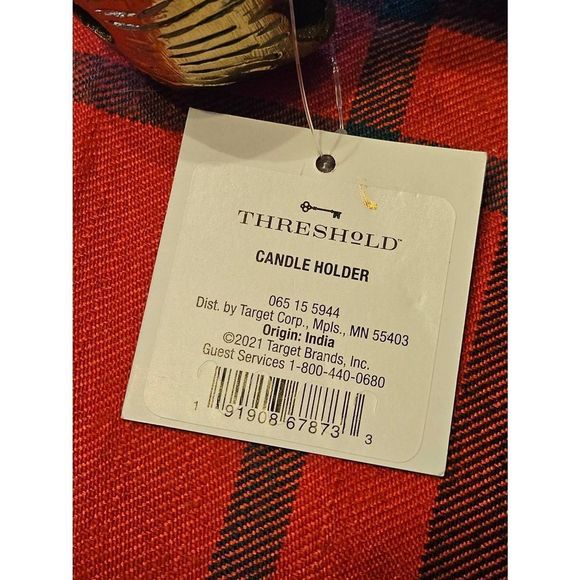 THRESHOLD™
CANDLE HOLDER
065 15 5944
Dist. by Target Corp., Mpls., MN 55403
Origin: India
©2021 Target Brands, Inc.
Guest Services 1-800-440-0680
1 91908 67873 3